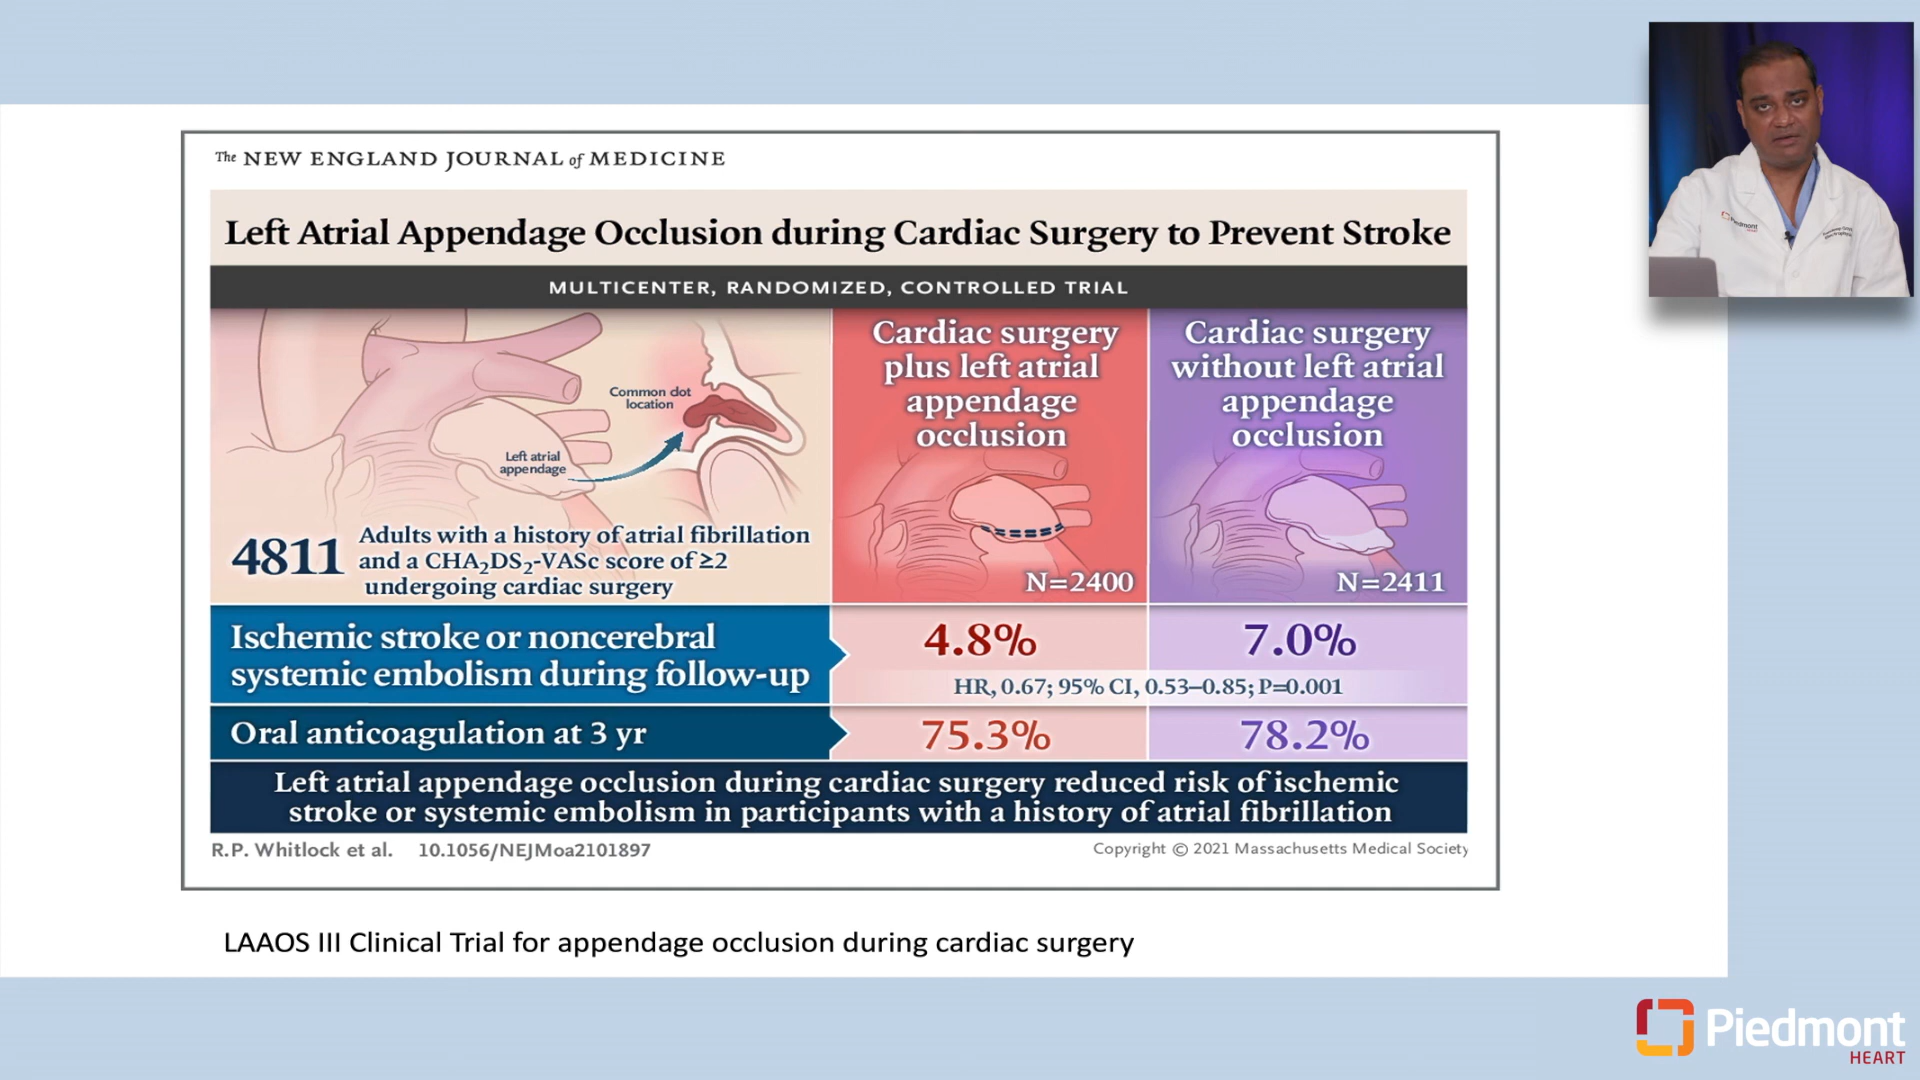 The NEW ENGLAND JOURNAL of MEDICINE
Left Atrial Appendage Occlusion during Cardiac Surgery to Prevent Stroke
MULTICENTER, RANDOMIZED, CONTROLLED TRIAL
Common clot
location
Left atrial
appendage
4811
Adults with a history of atrial fibrillation
and a CHA₂DS₂-VASc score of ≥2
undergoing cardiac surgery
Cardiac surgery
plus left atrial
appendage
occlusion
N=2400
Cardiac surgery
without left atrial
appendage
occlusion
N=2411
Ischemic stroke or noncerebral
systemic embolism during follow-up
4.8%
7.0%
HR, 0.67; 95% CI, 0.53–0.85; P=0.001
Oral anticoagulation at 3 yr
75.3%
78.2%
Left atrial appendage occlusion during cardiac surgery reduced risk of ischemic
stroke or systemic embolism in participants with a history of atrial fibrillation
R.P. Whitlock et al. 10.1056/NEJMoa2101897
Copyright © 2021 Massachusetts Medical Society
LAAOS III Clinical Trial for appendage occlusion during cardiac surgery
Piedmont
Piedmont
HEART